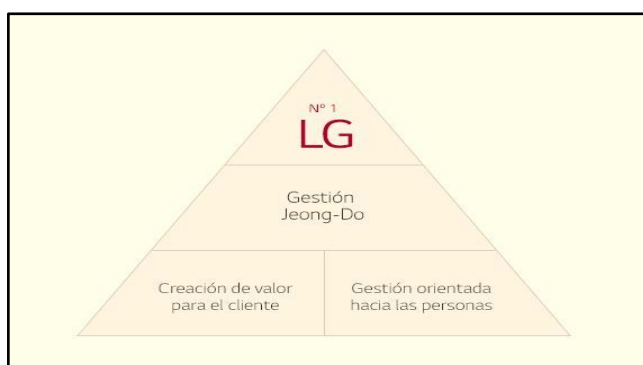 Nº 1
LG
Gestión
Jeong-Do
Creación de valor
para el cliente
Gestión orientada
hacia las personas